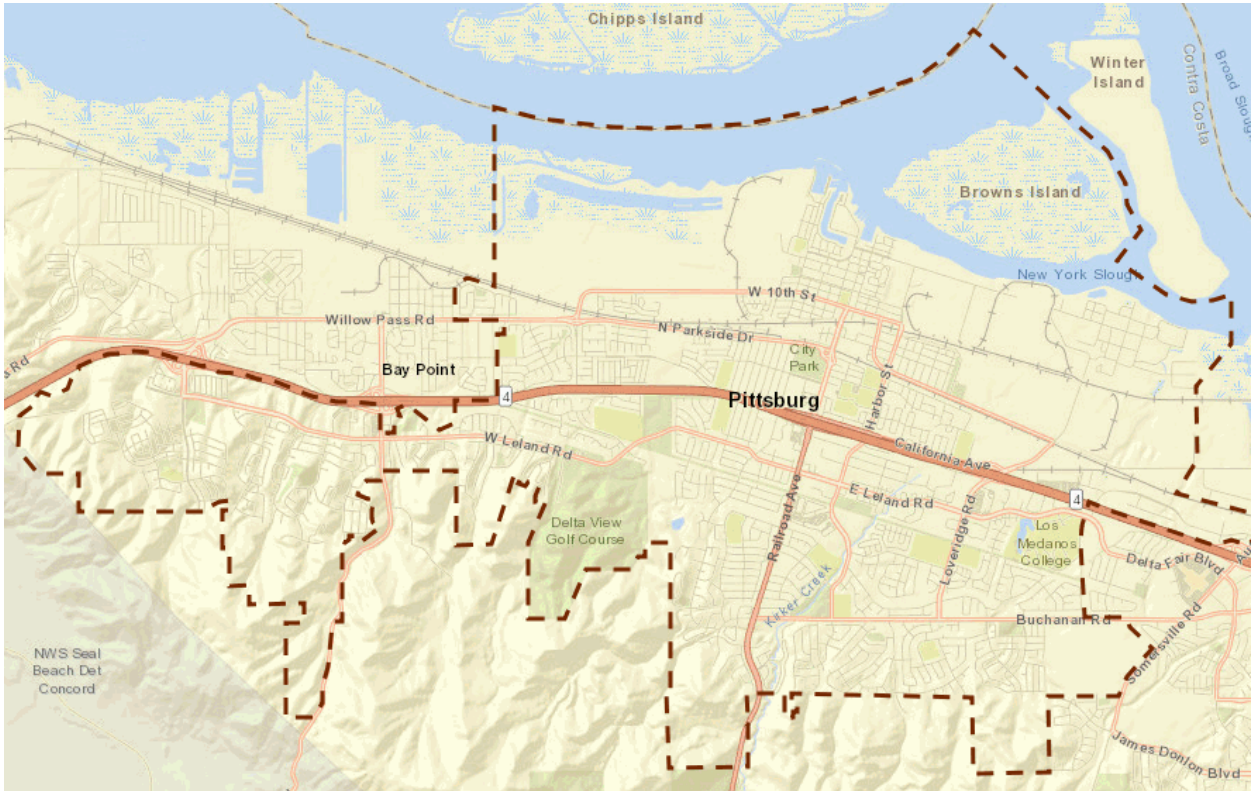 Chipps Island
Winter
Island
Contra Costa
Broad Sloug
Browns Island
New York Slough
W 10th St
Willow Pass Rd
N Parkside Dr
City
Park
Bay Point
Harbor St
4
Pittsburg
W Leland Rd
California Ave
E Leland Rd
4
Railroad Ave
Loveridge Rd
Delta View
Golf Course
Los
Medanos
College
Delta Fair Blvd
Kirker Creek
Buchanan Rd
Somersville Rd
NWS Seal
Beach Det
Concord
James Donlon Blvd